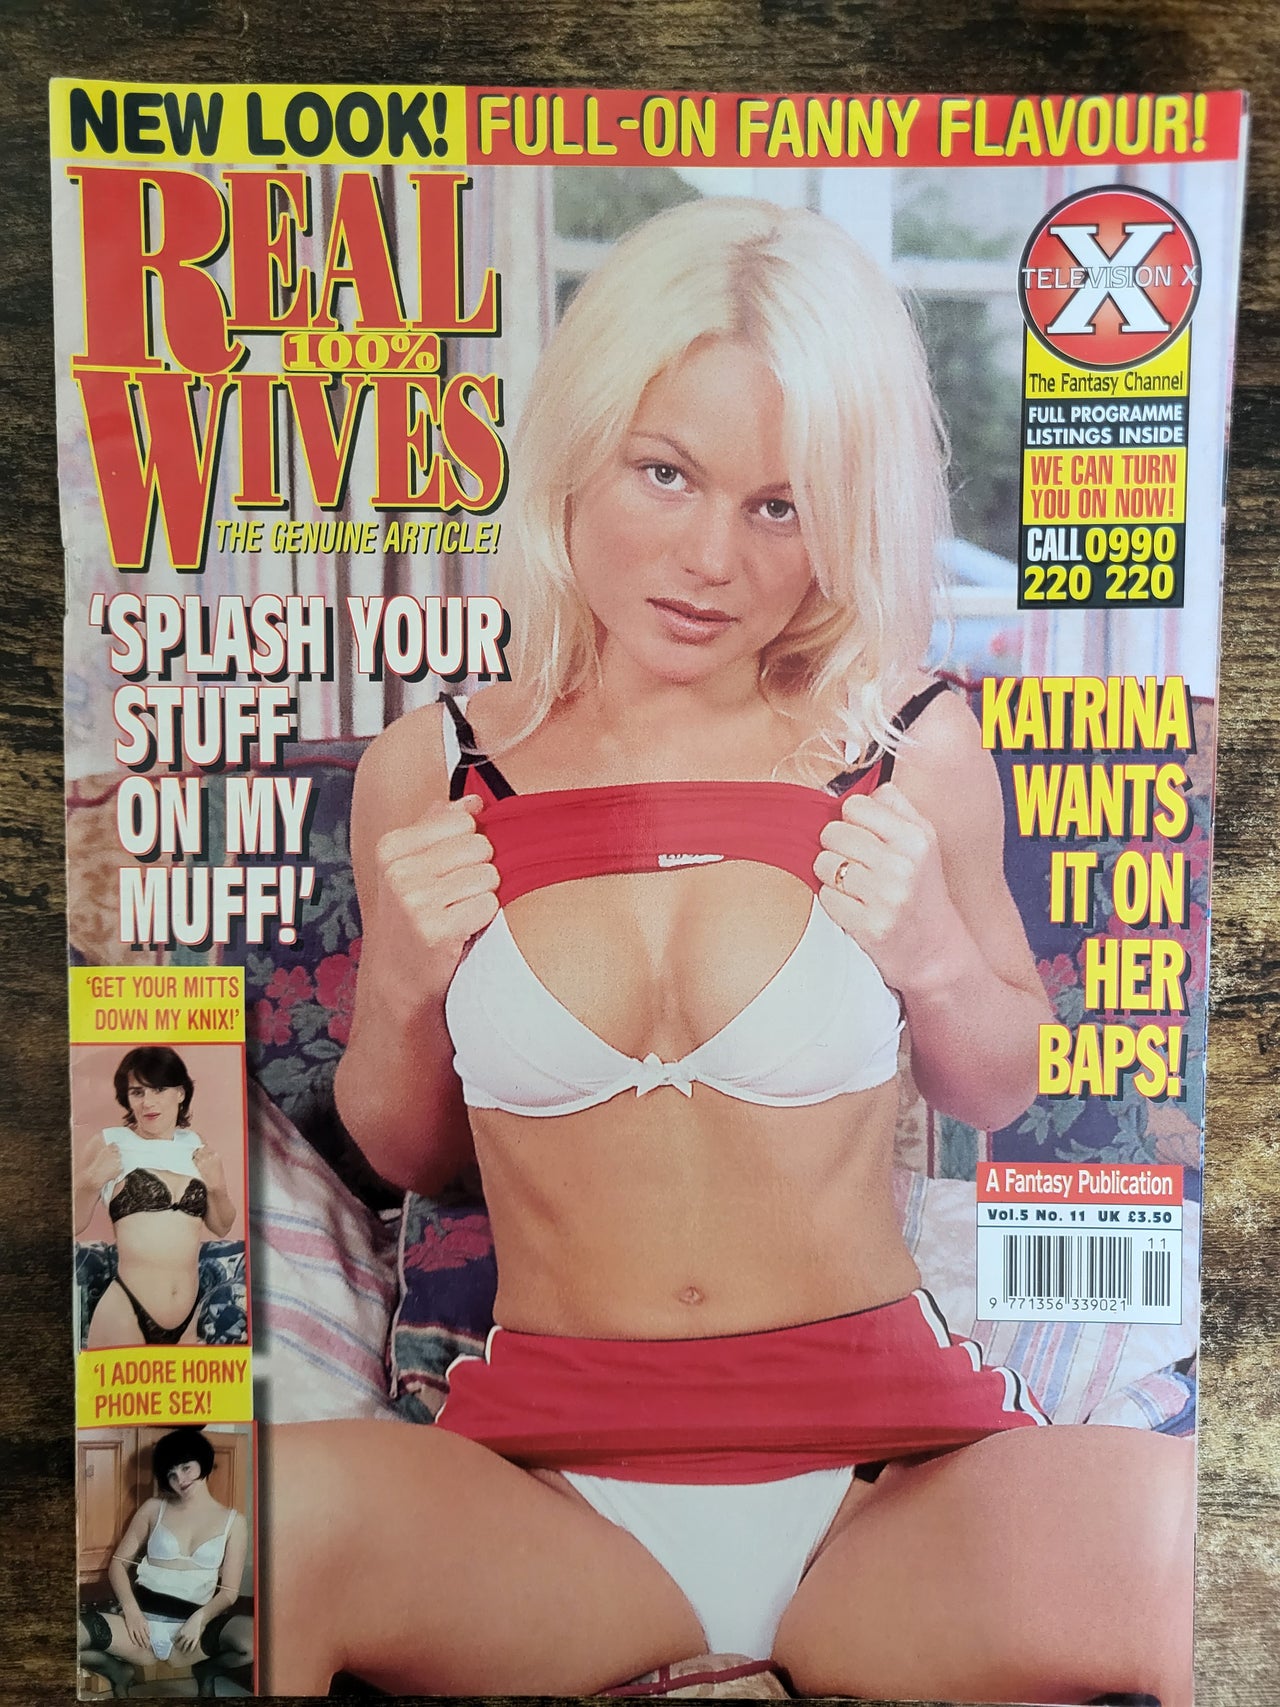 NEW LOOK! FULL-ON FANNY FLAVOUR!
REAL
100%
WIVES
THE GENUINE ARTICLE!
X
TELEVISION X
The Fantasy Channel
FULL PROGRAMME
LISTINGS INSIDE
WE CAN TURN
YOU ON NOW!
CALL 0990
220 220
'SPLASH YOUR
STUFF
ON MY
MUFF!'
KATRINA
WANTS
IT ON
HER
BAPS!
'GET YOUR MITTS
DOWN MY KNIX!'
'I ADORE HORNY
PHONE SEX!
A Fantasy Publication
Vol.5 No. 11 UK £3.50
11
9 771356 339021